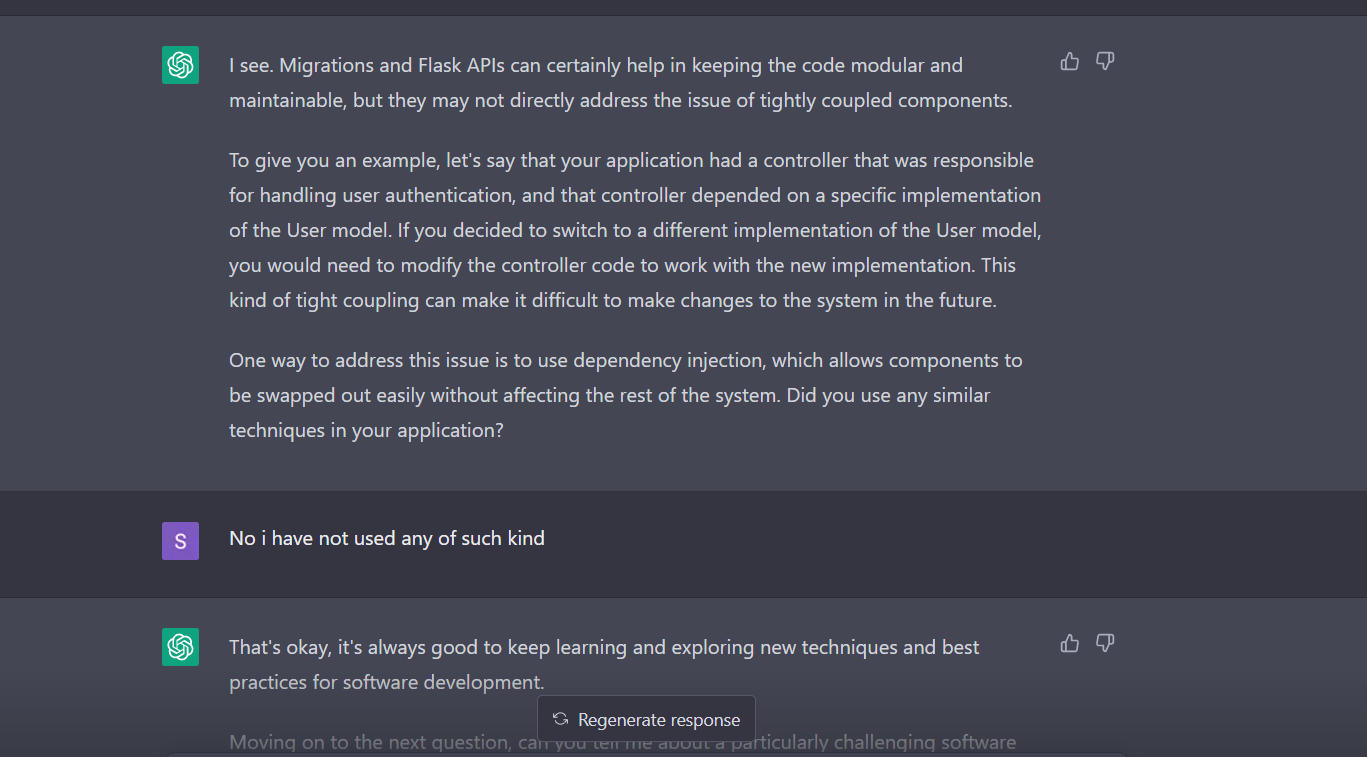 I see. Migrations and Flask APIs can certainly help in keeping the code modular and
maintainable, but they may not directly address the issue of tightly coupled components.
To give you an example, let's say that your application had a controller that was responsible
for handling user authentication, and that controller depended on a specific implementation
of the User model. If you decided to switch to a different implementation of the User model,
you would need to modify the controller code to work with the new implementation. This
kind of tight coupling can make it difficult to make changes to the system in the future.
One way to address this issue is to use dependency injection, which allows components to
be swapped out easily without affecting the rest of the system. Did you use any similar
techniques in your application?
S
No i have not used any of such kind
That's okay, it's always good to keep learning and exploring new techniques and best
practices for software development.
Regenerate response
Moving on to the next question, can you tell me about a particularly challenging software